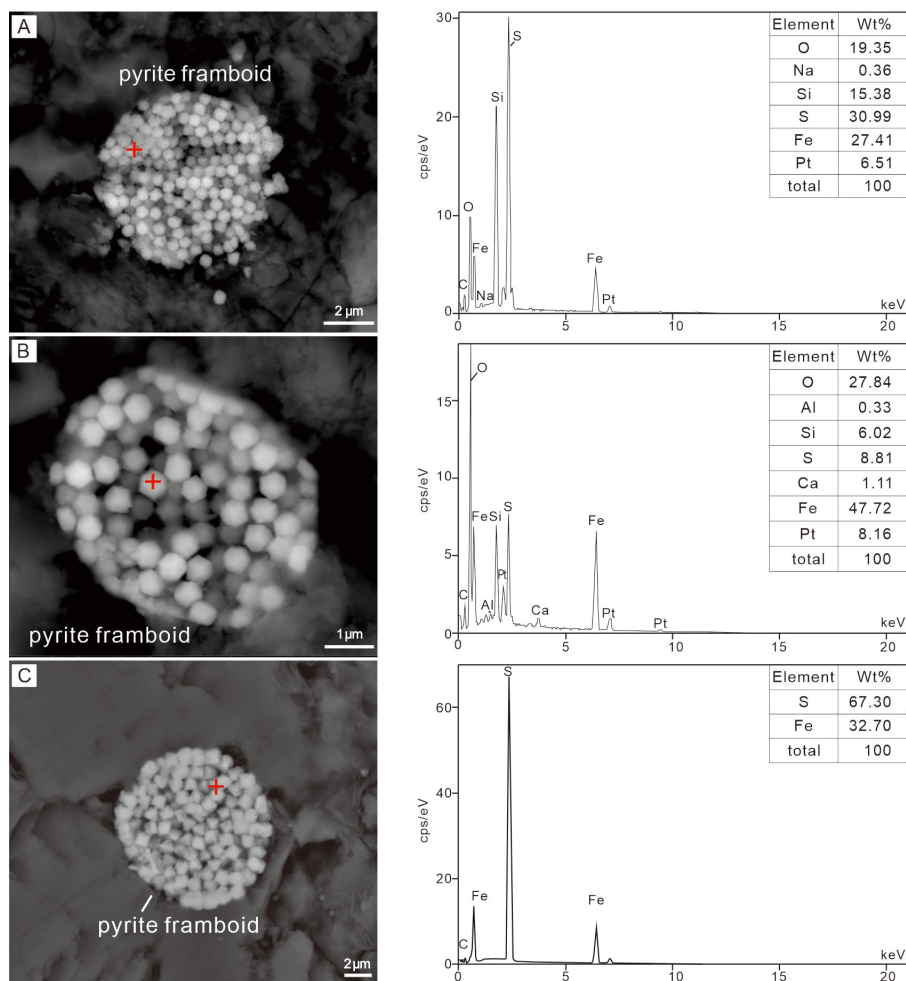 A
pyrite framboid
2 μm
30
20
10
0
cps/eV
O
Fe
C
Na
Si
S
Fe
Pt
0
5
10
15
20
keV
Element Wt%
O 19.35
Na 0.36
Si 15.38
S 30.99
Fe 27.41
Pt 6.51
total 100
B
pyrite framboid
1μm
15
10
5
0
cps/eV
O
Fe
C
Al
Si
Pt
S
Ca
Fe
Pt
Pt
0
5
10
15
20
keV
Element Wt%
O 27.84
Al 0.33
Si 6.02
S 8.81
Ca 1.11
Fe 47.72
Pt 8.16
total 100
C
pyrite framboid
2μm
60
40
20
0
cps/eV
C
Fe
S
Fe
0
5
10
15
20
keV
Element Wt%
S 67.30
Fe 32.70
total 100